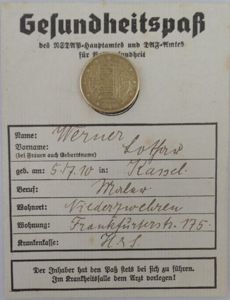 Gesundheitspaß
des NSDAP-Hauptamtes und DAF-Amtes
für
Name: Werner
Vorname: Lothar
(bei Frauen auch Geburtsname)
geb. am: 5.7.10 in Kassel.
Beruf: Maler
Wohnort: Niederzwehren
Wohnung: Frankfurterstr. 175
Krankenkasse:
Der Inhaber hat den Paß stets bei sich zu führen.
Im Krankheitsfalle dem Arzt vorlegen!